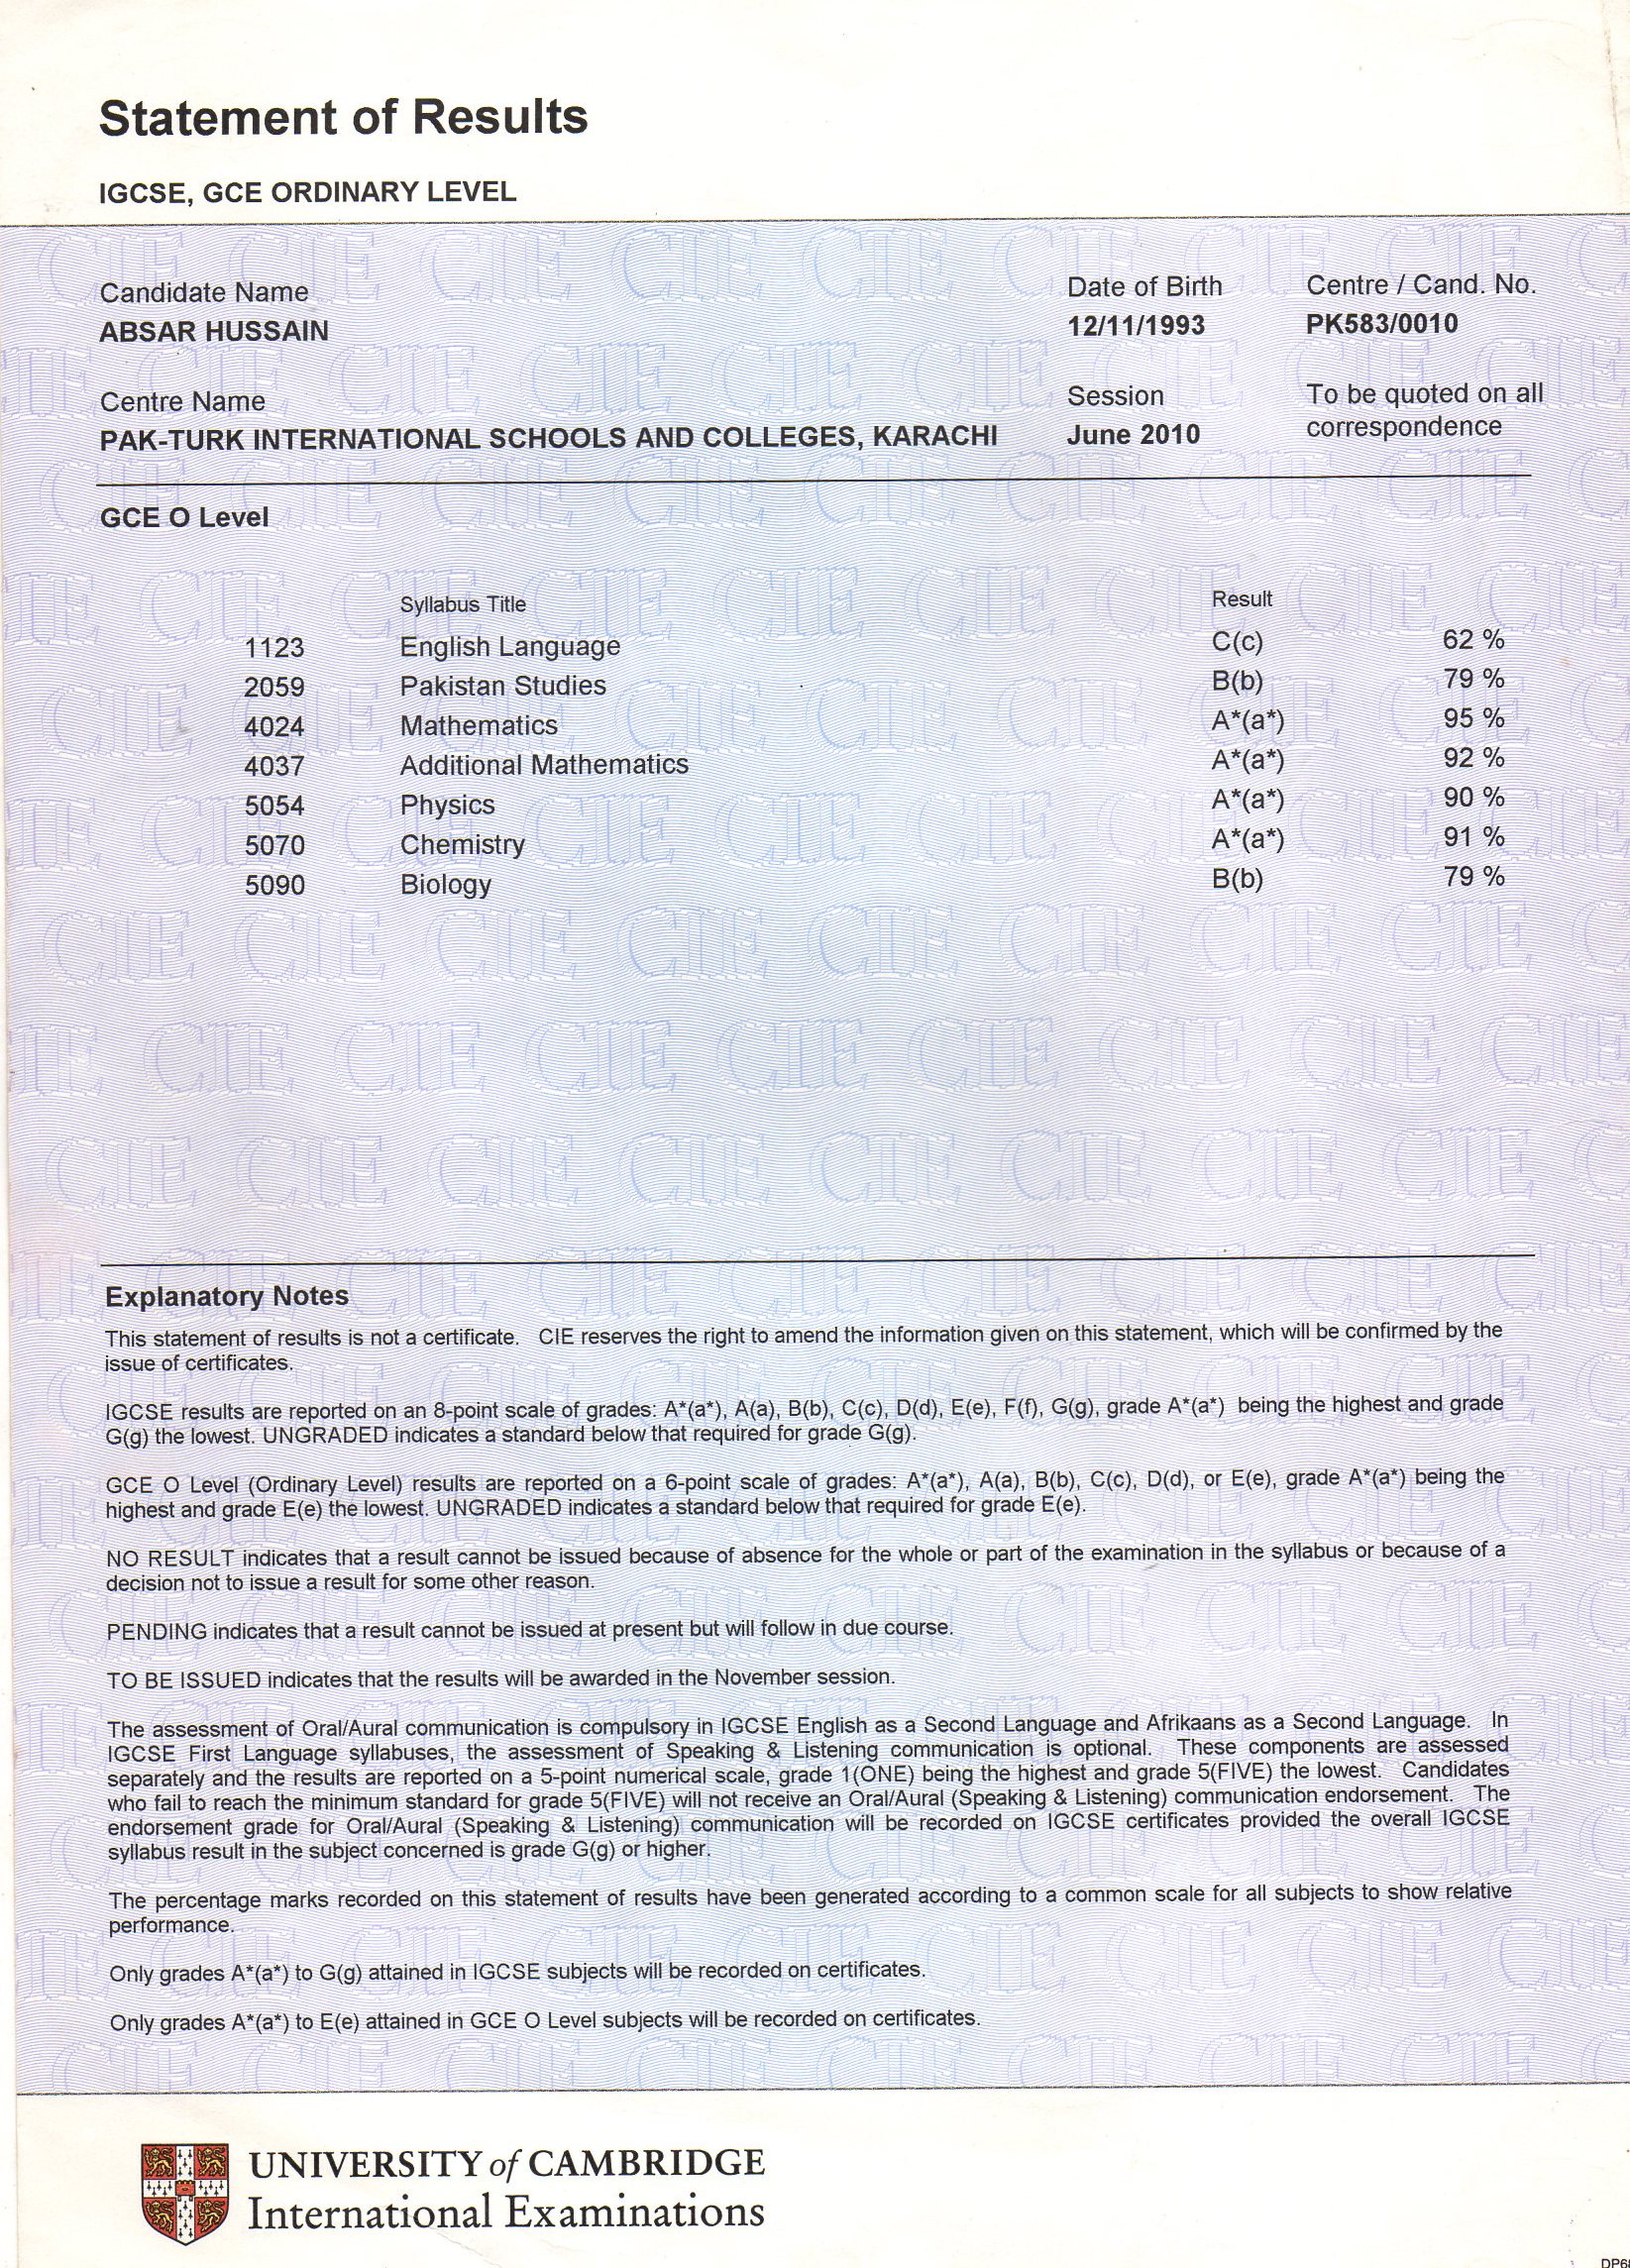 Statement of Results
IGCSE, GCE ORDINARY LEVEL
Candidate Name
ABSAR HUSSAIN
Date of Birth
12/11/1993
Centre / Cand. No.
PK583/0010
Centre Name
PAK-TURK INTERNATIONAL SCHOOLS AND COLLEGES, KARACHI
Session
June 2010
To be quoted on all
correspondence
GCE O Level
Syllabus Title Result
1123 English Language C(c) 62 %
2059 Pakistan Studies B(b) 79 %
4024 Mathematics A*(a*) 95 %
4037 Additional Mathematics A*(a*) 92 %
5054 Physics A*(a*) 90 %
5070 Chemistry A*(a*) 91 %
5090 Biology B(b) 79 %
Explanatory Notes
This statement of results is not a certificate. CIE reserves the right to amend the information given on this statement, which will be confirmed by the
issue of certificates.
IGCSE results are reported on an 8-point scale of grades: A*(a*), A(a), B(b), C(c), D(d), E(e), F(f), G(g), grade A*(a*) being the highest and grade
G(g) the lowest. UNGRADED indicates a standard below that required for grade G(g).
GCE O Level (Ordinary Level) results are reported on a 6-point scale of grades: A*(a*), A(a), B(b), C(c), D(d), or E(e), grade A*(a*) being the
highest and grade E(e) the lowest. UNGRADED indicates a standard below that required for grade E(e).
NO RESULT indicates that a result cannot be issued because of absence for the whole or part of the examination in the syllabus or because of a
decision not to issue a result for some other reason.
PENDING indicates that a result cannot be issued at present but will follow in due course.
TO BE ISSUED indicates that the results will be awarded in the November session.
The assessment of Oral/Aural communication is compulsory in IGCSE English as a Second Language and Afrikaans as a Second Language. In
IGCSE First Language syllabuses, the assessment of Speaking & Listening communication is optional. These components are assessed
separately and the results are reported on a 5-point numerical scale, grade 1(ONE) being the highest and grade 5(FIVE) the lowest. Candidates
who fail to reach the minimum standard for grade 5(FIVE) will not receive an Oral/Aural (Speaking & Listening) communication endorsement. The
endorsement grade for Oral/Aural (Speaking & Listening) communication will be recorded on IGCSE certificates provided the overall IGCSE
syllabus result in the subject concerned is grade G(g) or higher.
The percentage marks recorded on this statement of results have been generated according to a common scale for all subjects to show relative
performance.
Only grades A*(a*) to G(g) attained in IGCSE subjects will be recorded on certificates.
Only grades A*(a*) to E(e) attained in GCE O Level subjects will be recorded on certificates.
UNIVERSITY of CAMBRIDGE
International Examinations